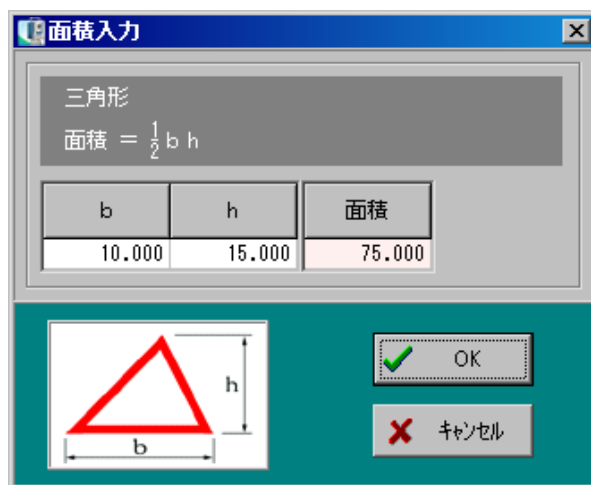 面積入力
三角形
面積 = 1/2 b h
b h 面積
10.000 15.000 75.000
h
b
OK
キャンセル